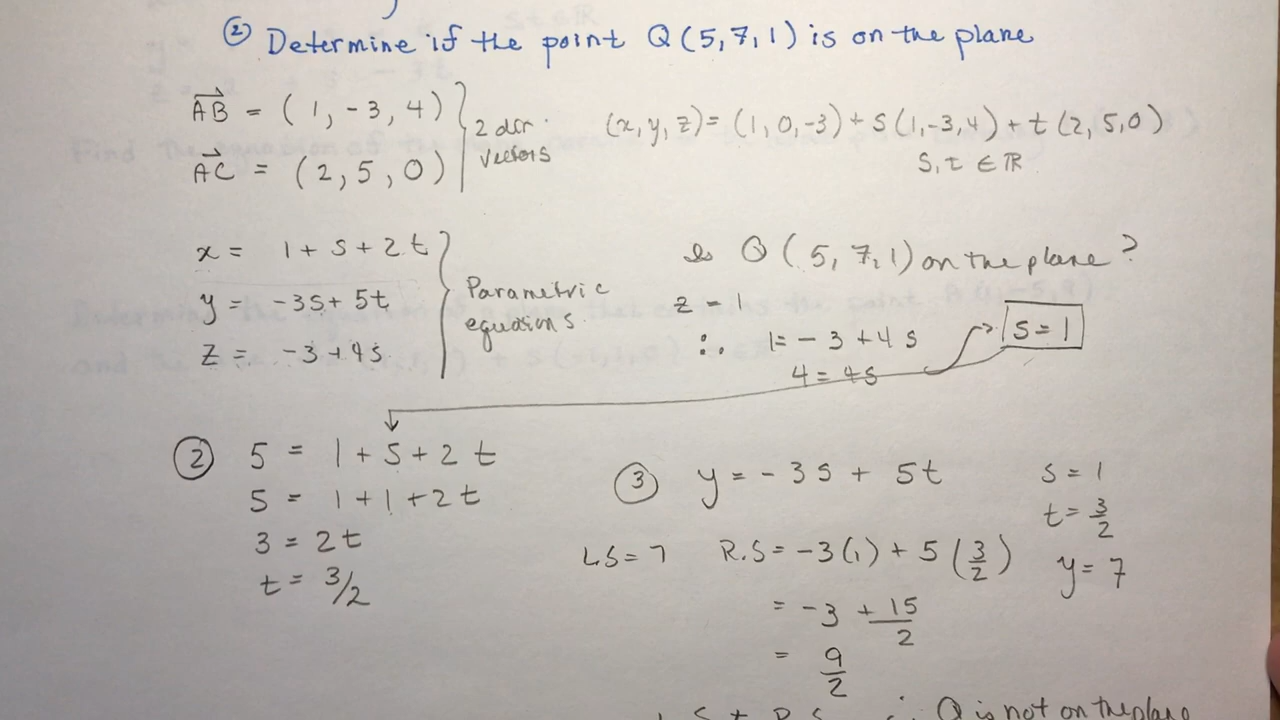 ② Determine if the point Q (5,7,1) is on the plane
AB = (1, -3, 4)
AC = (2, 5, 0)
2 dir.
vectors
(x, y, z) = (1, 0, -3) + s (1, -3, 4) + t (2, 5, 0)
s, t ∈ ℝ
x = 1 + s + 2t
y = -3s + 5t
z = -3 + 4s
Parametric
equations
Is Q (5, 7, 1) on the plane?
z = 1
∴ 1 = -3 + 4s
4 = 4s
s = 1
② 5 = 1 + s + 2t
5 = 1 + 1 + 2t
3 = 2t
t = 3/2
③ y = -3s + 5t
L.S = 7 R.S = -3(1) + 5 (3/2)
= -3 + 15/2
= 9/2
s = 1
t = 3/2
y = 7
∴ Q is not on the plane